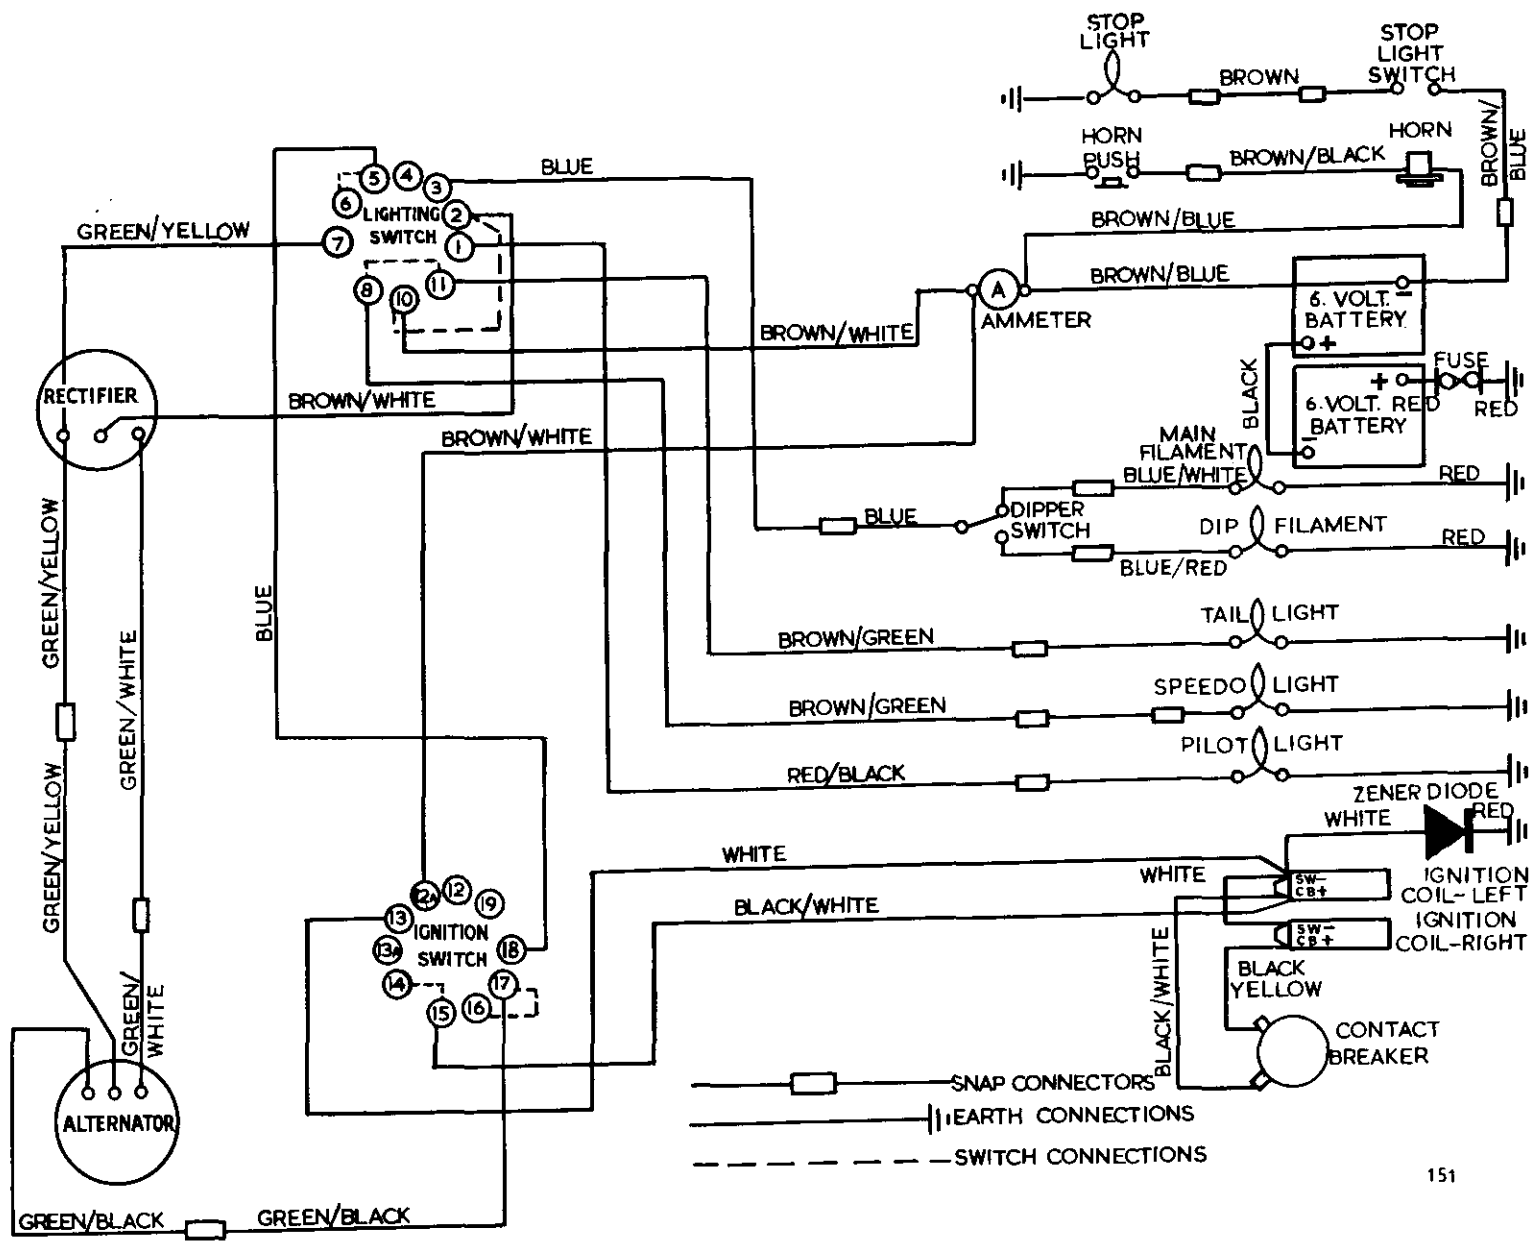 STOP
LIGHT
BROWN
STOP
LIGHT
SWITCH
HORN
PUSH
BROWN/BLACK
HORN
BROWN/
BLUE
BROWN/BLUE
BLUE
5
4
3
6
LIGHTING
2
SWITCH
7
1
8
10
11
GREEN/YELLOW
A
AMMETER
BROWN/BLUE
6. VOLT. -
BATTERY
+
BLACK
FUSE
+
6.VOLT. RED
RED
BATTERY
-
BROWN/WHITE
RECTIFIER
BROWN/WHITE
BROWN/WHITE
MAIN
FILAMENT
BLUE/WHITE
RED
BLUE
DIPPER
SWITCH
DIP FILAMENT
RED
BLUE/RED
GREEN/YELLOW
BLUE
GREEN/WHITE
TAIL LIGHT
BROWN/GREEN
SPEEDO LIGHT
BROWN/GREEN
PILOT LIGHT
RED/BLACK
GREEN/YELLOW
ZENER DIODE
WHITE
RED
WHITE
WHITE
SW-
CB+
IGNITION
COIL-LEFT
BLACK/WHITE
SW-
CB+
IGNITION
COIL-RIGHT
12A
12
19
13
IGNITION
13A
SWITCH
18
14
17
15
16
BLACK
YELLOW
BLACK/WHITE
GREEN/
WHITE
CONTACT
BREAKER
ALTERNATOR
SNAP CONNECTORS
EARTH CONNECTIONS
SWITCH CONNECTIONS
GREEN/BLACK
GREEN/BLACK
151